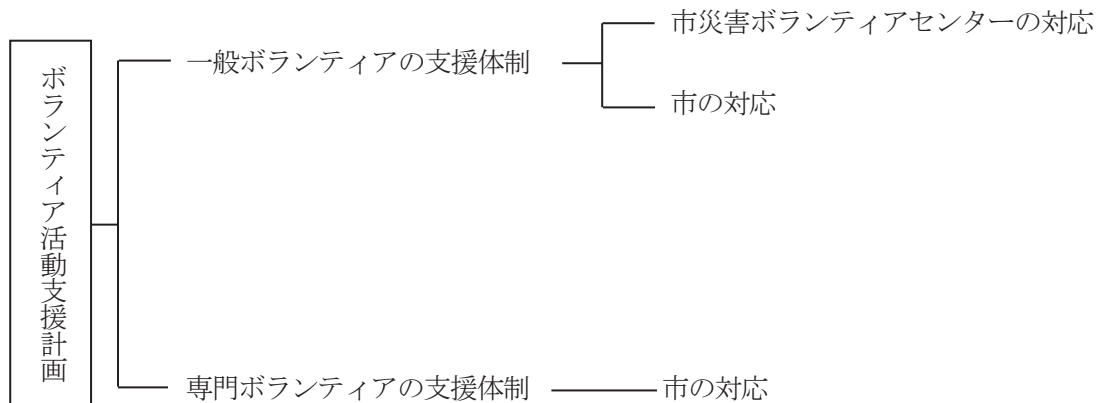 ボランティア活動支援計画
一般ボランティアの支援体制
市災害ボランティアセンターの対応
市の対応
専門ボランティアの支援体制
市の対応